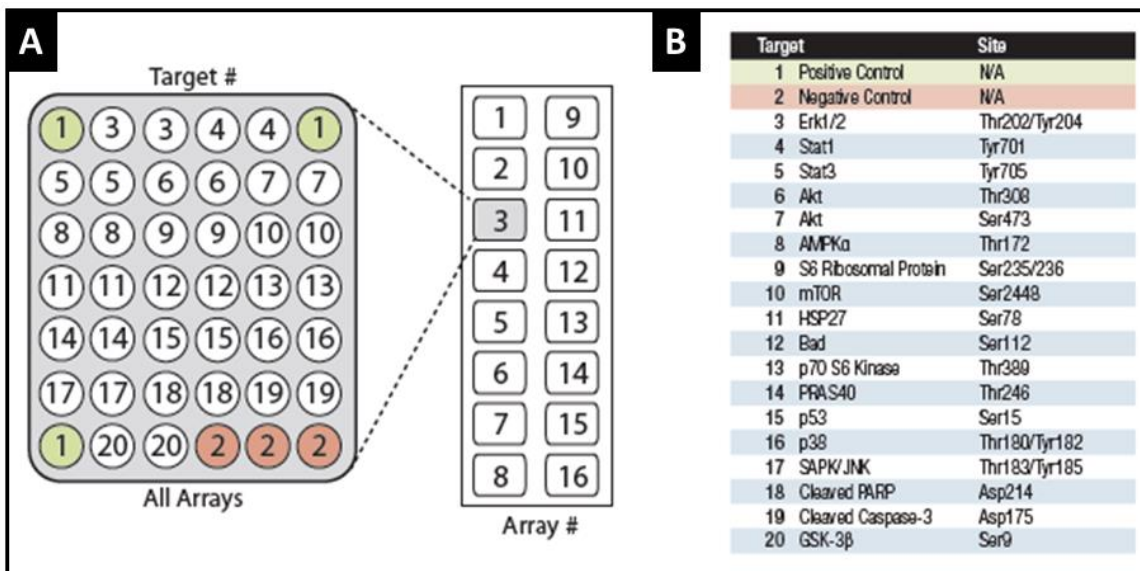 A
Target #
1 3 3 4 4 1
5 5 6 6 7 7
8 8 9 9 10 10
11 11 12 12 13 13
14 14 15 15 16 16
17 17 18 18 19 19
1 20 20 2 2 2
All Arrays
1 9
2 10
3 11
4 12
5 13
6 14
7 15
8 16
Array #
B
Target Site
1 Positive Control N/A
2 Negative Control N/A
3 Erk1/2 Thr202/Tyr204
4 Stat1 Tyr701
5 Stat3 Tyr705
6 Akt Thr308
7 Akt Ser473
8 AMPKα Thr172
9 S6 Ribosomal Protein Ser235/236
10 mTOR Ser2448
11 HSP27 Ser78
12 Bad Ser112
13 p70 S6 Kinase Thr389
14 PRAS40 Thr246
15 p53 Ser15
16 p38 Thr180/Tyr182
17 SAPK/JNK Thr183/Tyr185
18 Cleaved PARP Asp214
19 Cleaved Caspase-3 Asp175
20 GSK-3β Ser9